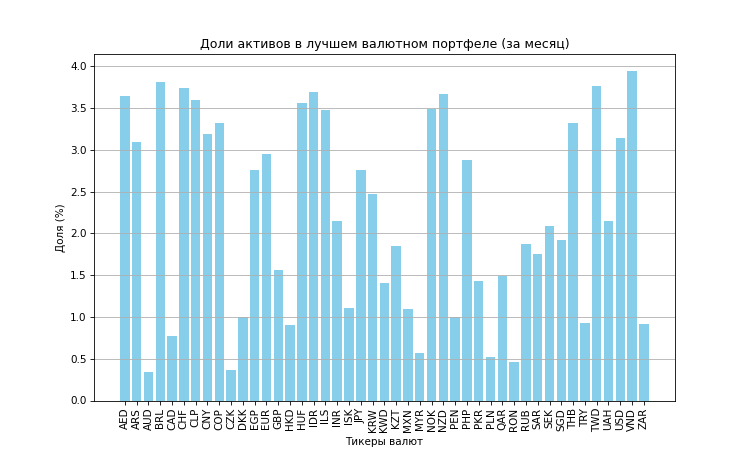 Доли активов в лучшем валютном портфеле (за месяц)
Доля (%)
4.0
3.5
3.0
2.5
2.0
1.5
1.0
0.5
0.0
AED ARS AUD BRL CAD CHF CLP CNY COP CZK DKK EGP EUR GBP HKD HUF IDR ILS INR ISK JPY KRW KWD KZT MXN MYR NOK NZD PEN PHP PKR PLN QAR RON RUB SAR SEK SGD THB TRY TWD UAH USD VND ZAR
Тикеры валют